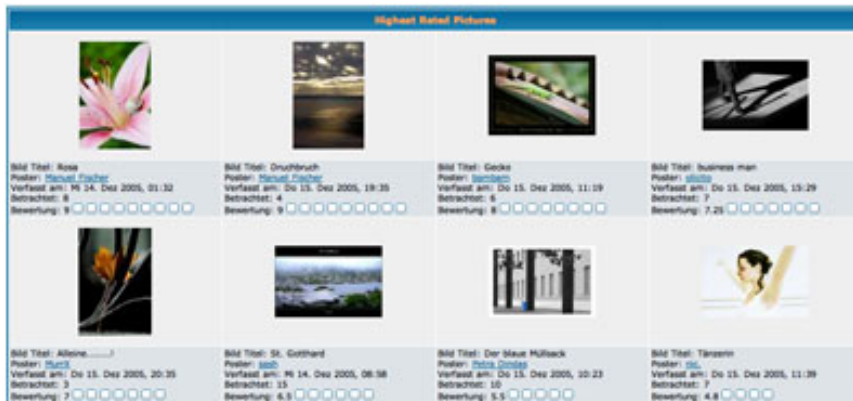 Highest Rated Pictures
Bild Titel: Rosa
Poster: Manuel Fischer
Verfasst am: Mi 14. Dez 2005, 01:32
Betrachtet: 8
Bewertung: 9
Bild Titel: Druchbruch
Poster: Manuel Fischer
Verfasst am: Do 15. Dez 2005, 19:35
Betrachtet: 4
Bewertung: 9
Bild Titel: Gecko
Poster: bambam
Verfasst am: Do 15. Dez 2005, 11:19
Betrachtet: 6
Bewertung: 8
Bild Titel: business man
Poster:
Verfasst am: Do 15. Dez 2005, 15:29
Betrachtet: 7
Bewertung: 7.25
Bild Titel: Alleine.......!
Poster:
Verfasst am: Do 15. Dez 2005, 20:35
Betrachtet: 3
Bewertung: 7
Bild Titel: St. Gotthard
Poster: sash
Verfasst am: Mi 14. Dez 2005, 08:58
Betrachtet: 15
Bewertung: 6.5
Bild Titel: Der blaue Müllsack
Poster: Petra Dindas
Verfasst am: Do 15. Dez 2005, 10:23
Betrachtet: 10
Bewertung: 5.5
Bild Titel: Tänzerin
Poster: ric.
Verfasst am: Do 15. Dez 2005, 11:39
Betrachtet: 7
Bewertung: 4.8